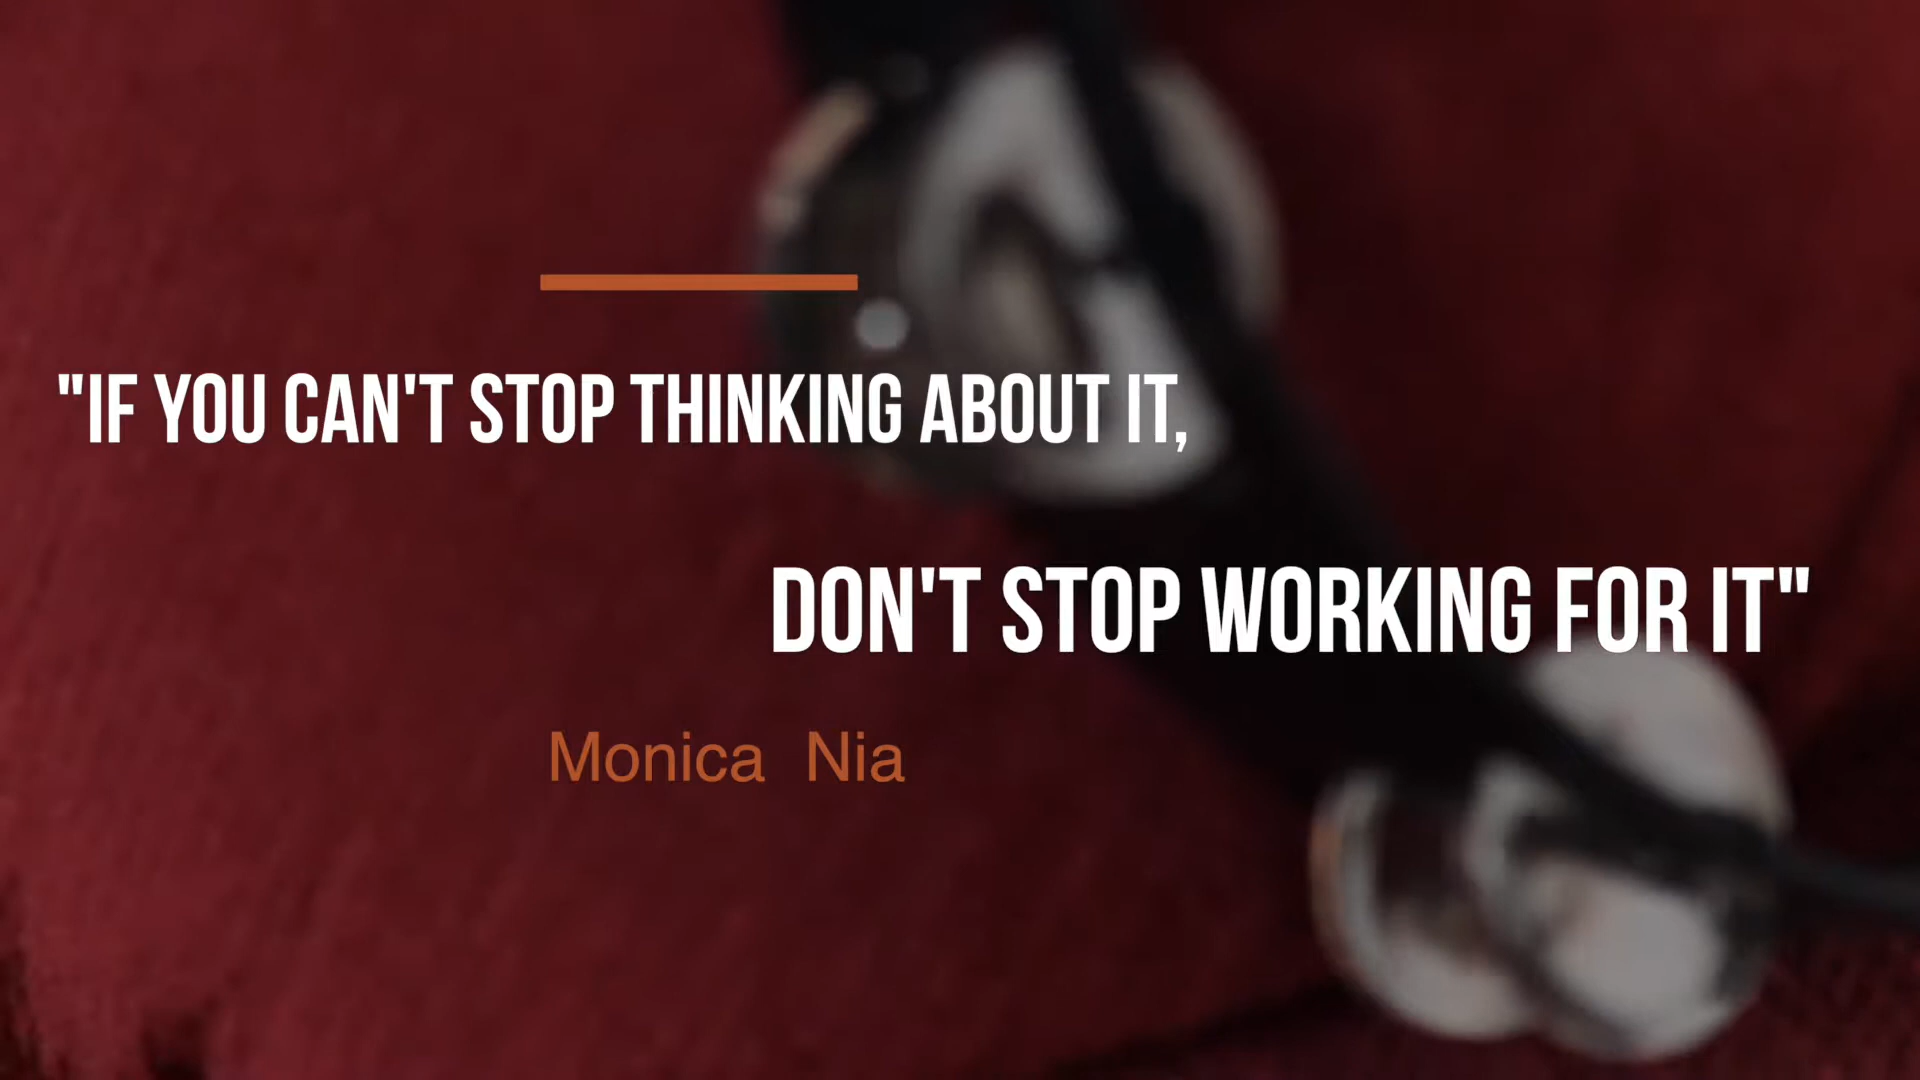 "IF YOU CAN'T STOP THINKING ABOUT IT,
DON'T STOP WORKING FOR IT"
Monica Nia